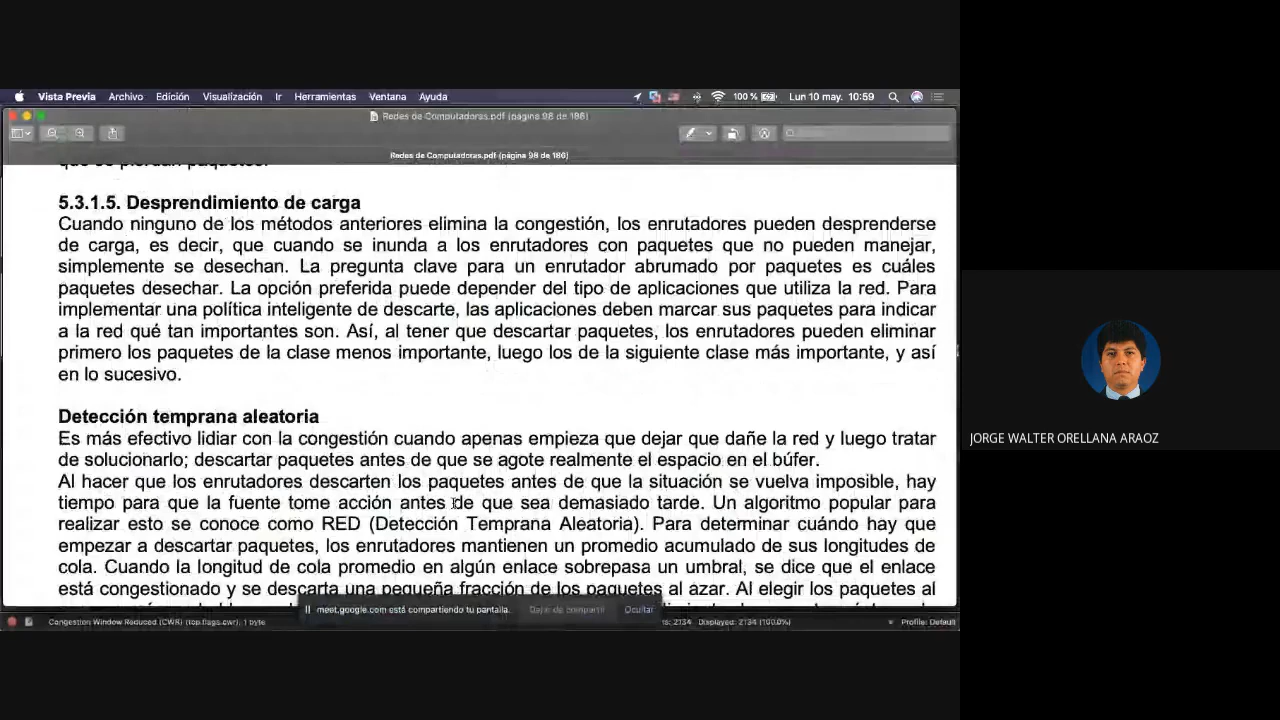 Vista Previa Archivo Edición Visualización Ir Herramientas Ventana Ayuda 100 % Lun 10 may. 10:59
Redes de Computadoras.pdf (página 98 de 186)
Redes de Computadoras.pdf (página 98 de 186)
que se pierdan paquetes.
5.3.1.5. Desprendimiento de carga
Cuando ninguno de los métodos anteriores elimina la congestión, los enrutadores pueden desprenderse
de carga, es decir, que cuando se inunda a los enrutadores con paquetes que no pueden manejar,
simplemente se desechan. La pregunta clave para un enrutador abrumado por paquetes es cuáles
paquetes desechar. La opción preferida puede depender del tipo de aplicaciones que utiliza la red. Para
implementar una política inteligente de descarte, las aplicaciones deben marcar sus paquetes para indicar
a la red qué tan importantes son. Así, al tener que descartar paquetes, los enrutadores pueden eliminar
primero los paquetes de la clase menos importante, luego los de la siguiente clase más importante, y así
en lo sucesivo.
Detección temprana aleatoria
Es más efectivo lidiar con la congestión cuando apenas empieza que dejar que dañe la red y luego tratar
de solucionarlo; descartar paquetes antes de que se agote realmente el espacio en el búfer.
Al hacer que los enrutadores descarten los paquetes antes de que la situación se vuelva imposible, hay
tiempo para que la fuente tome acción antes de que sea demasiado tarde. Un algoritmo popular para
realizar esto se conoce como RED (Detección Temprana Aleatoria). Para determinar cuándo hay que
empezar a descartar paquetes, los enrutadores mantienen un promedio acumulado de sus longitudes de
cola. Cuando la longitud de cola promedio en algún enlace sobrepasa un umbral, se dice que el enlace
está congestionado y se descarta una pequeña fracción de los paquetes al azar. Al elegir los paquetes al
meet.google.com está compartiendo tu pantalla. Dejar de compartir Ocultar
Congestion Window Reduced (CWR) (tcp.flags.cwr), 1 byte
s: 2134 Displayed: 2134 (100.0%) Profile: Default
JORGE WALTER ORELLANA ARAOZ